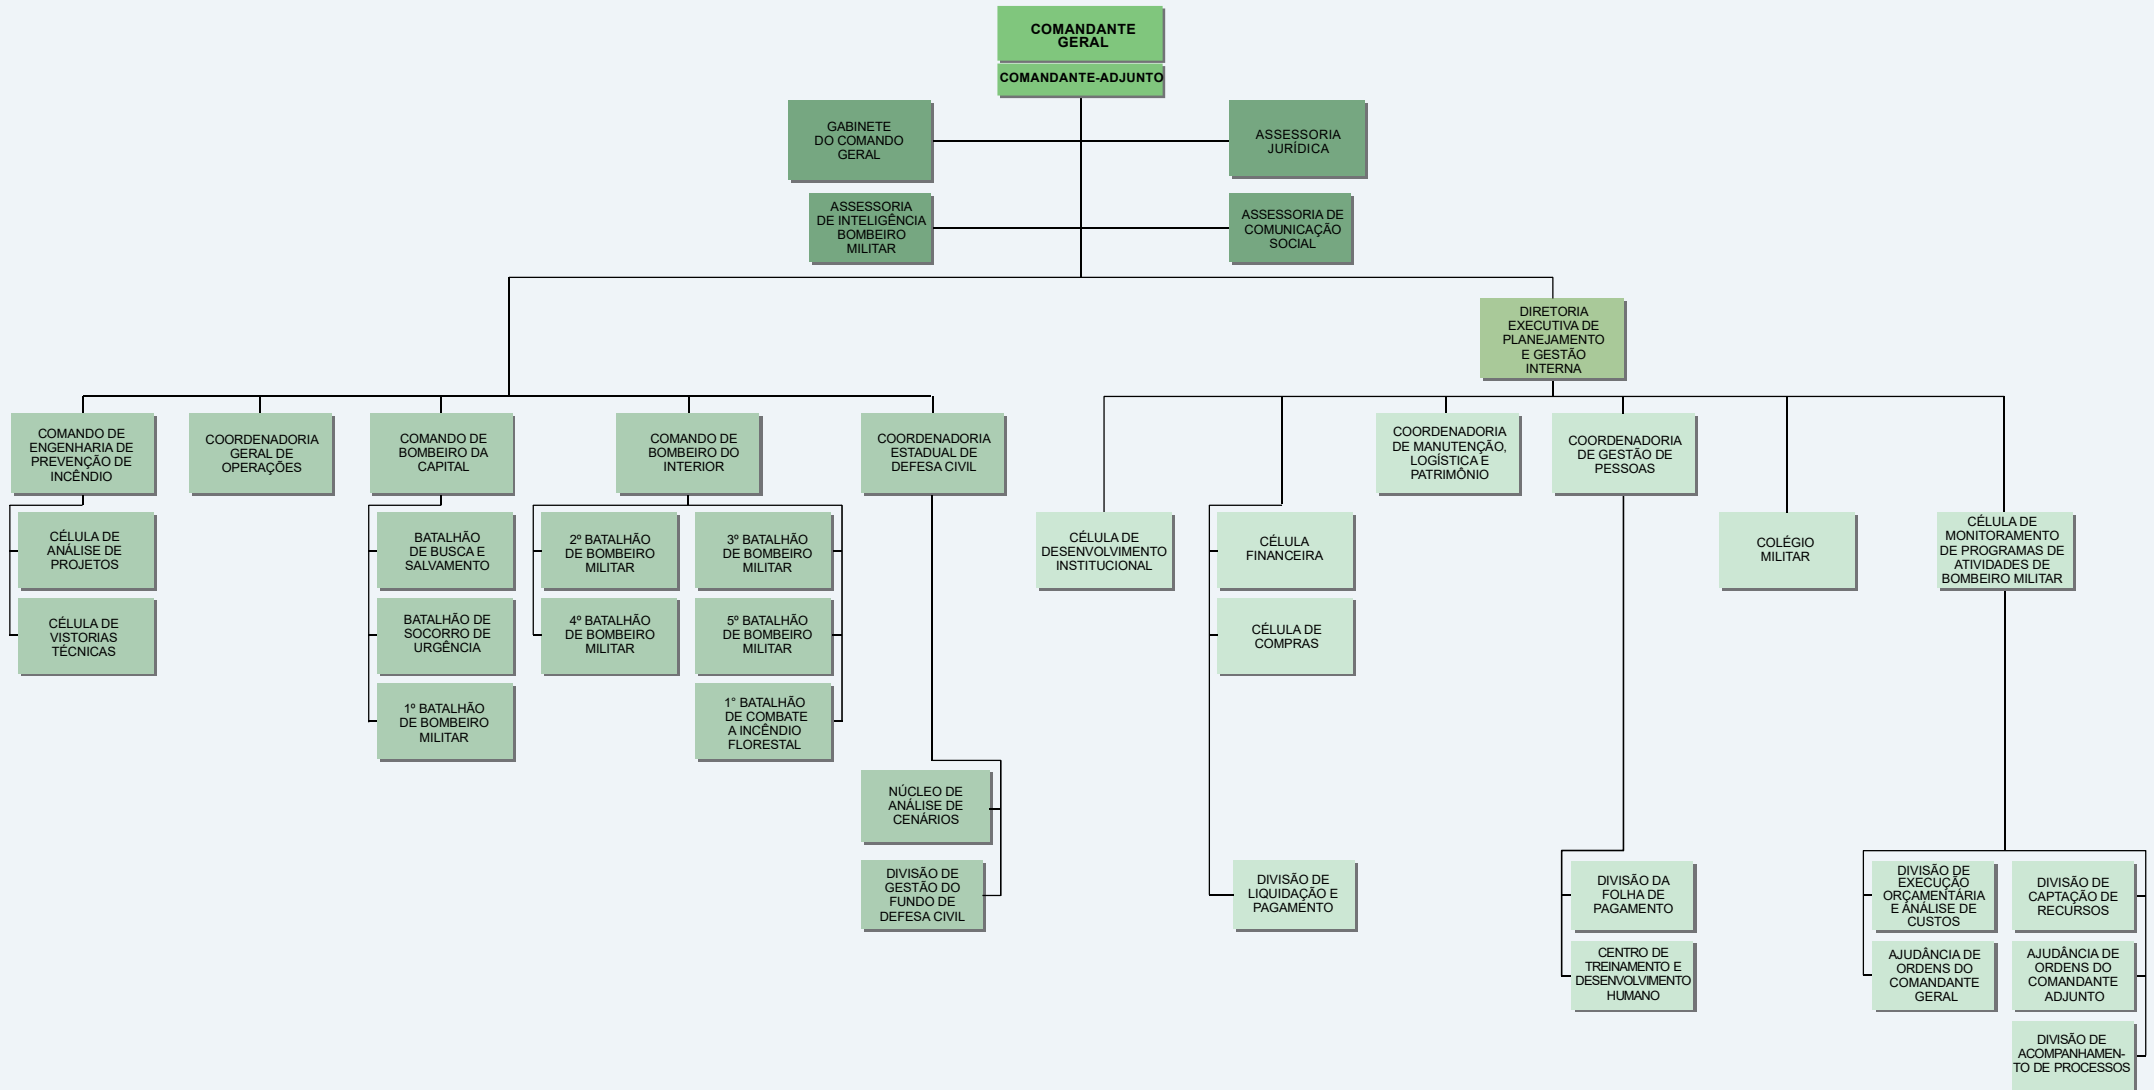 COMANDANTE
GERAL
COMANDANTE-ADJUNTO
GABINETE
DO COMANDO
GERAL
ASSESSORIA
JURÍDICA
ASSESSORIA
DE INTELIGÊNCIA
BOMBEIRO
MILITAR
ASSESSORIA DE
COMUNICAÇÃO
SOCIAL
DIRETORIA
EXECUTIVA DE
PLANEJAMENTO
E GESTÃO
INTERNA
COMANDO DE
ENGENHARIA DE
PREVENÇÃO DE
INCÊNDIO
COORDENADORIA
GERAL DE
OPERAÇÕES
COMANDO DE
BOMBEIRO DA
CAPITAL
COMANDO DE
BOMBEIRO DO
INTERIOR
COORDENADORIA
ESTADUAL DE
DEFESA CIVIL
COORDENADORIA
DE MANUTENÇÃO,
LOGÍSTICA E
PATRIMÔNIO
COORDENADORIA
DE GESTÃO DE
PESSOAS
CÉLULA DE
ANÁLISE DE
PROJETOS
BATALHÃO
DE BUSCA E
SALVAMENTO
2º BATALHÃO
DE BOMBEIRO
MILITAR
3º BATALHÃO
DE BOMBEIRO
MILITAR
CÉLULA DE
DESENVOLVIMENTO
INSTITUCIONAL
CÉLULA
FINANCEIRA
COLÉGIO
MILITAR
CÉLULA DE
MONITORAMENTO
DE PROGRAMAS DE
ATIVIDADES DE
BOMBEIRO MILITAR
CÉLULA DE
VISTORIAS
TÉCNICAS
BATALHÃO DE
SOCORRO DE
URGÊNCIA
4º BATALHÃO
DE BOMBEIRO
MILITAR
5º BATALHÃO
DE BOMBEIRO
MILITAR
CÉLULA DE
COMPRAS
1º BATALHÃO
DE BOMBEIRO
MILITAR
1° BATALHÃO
DE COMBATE
A INCÊNDIO
FLORESTAL
NÚCLEO DE
ANÁLISE DE
CENÁRIOS
DIVISÃO DE
GESTÃO DO
FUNDO DE
DEFESA CIVIL
DIVISÃO DE
LIQUIDAÇÃO E
PAGAMENTO
DIVISÃO DA
FOLHA DE
PAGAMENTO
DIVISÃO DE
EXECUÇÃO
ORÇAMENTÁRIA
E ANÁLISE DE
CUSTOS
DIVISÃO DE
CAPTAÇÃO DE
RECURSOS
CENTRO DE
TREINAMENTO E
DESENVOLVIMENTO
HUMANO
AJUDÂNCIA DE
ORDENS DO
COMANDANTE
GERAL
AJUDÂNCIA DE
ORDENS DO
COMANDANTE
ADJUNTO
DIVISÃO DE
ACOMPANHAMEN-
TO DE PROCESSOS